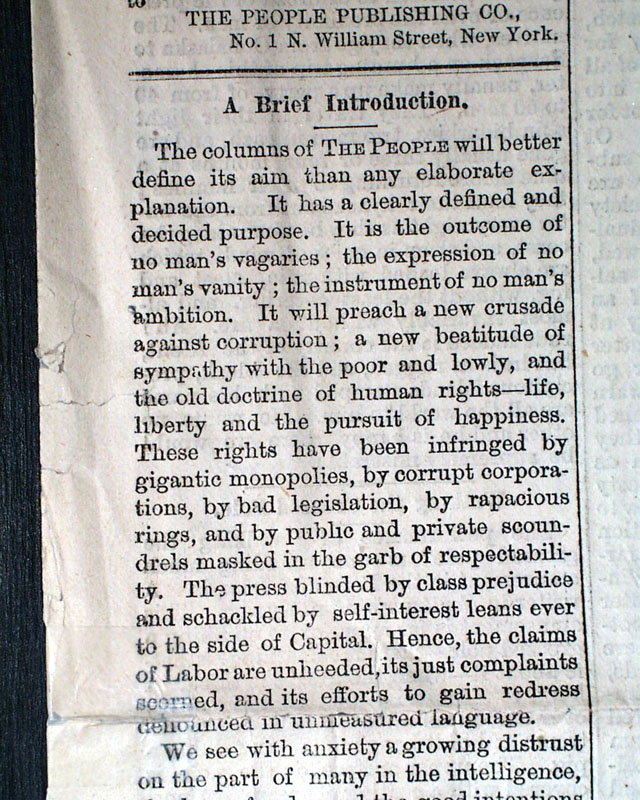 to
THE PEOPLE PUBLISHING CO.,
No. 1 N. William Street, New York.
A Brief Introduction.
The columns of THE PEOPLE will better
define its aim than any elaborate ex-
planation. It has a clearly defined and
decided purpose. It is the outcome of
no man's vagaries; the expression of no
man's vanity; the instrument of no man's
ambition. It will preach a new crusade
against corruption; a new beatitude of
sympathy with the poor and lowly, and
the old doctrine of human rights—life,
liberty and the pursuit of happiness.
These rights have been infringed by
gigantic monopolies, by corrupt corpora-
tions, by bad legislation, by rapacious
rings, and by public and private scoun-
drels masked in the garb of respectabili-
ty. The press blinded by class prejudice
and schackled by self-interest leans ever
to the side of Capital. Hence, the claims
of Labor are unheeded, its just complaints
scorned, and its efforts to gain redress
denounced in unmeasured language.
We see with anxiety a growing distrust
on the part of many in the intelligence,
good intentions